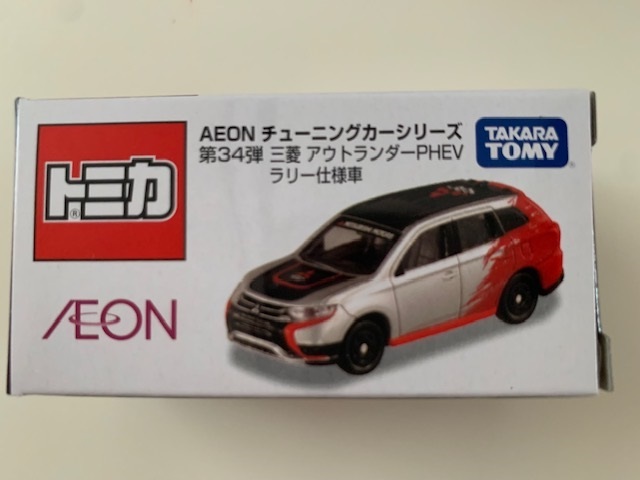 AEON チューニングカーシリーズ
第34弾 三菱 アウトランダーPHEV
ラリー仕様車
TAKARA
TOMY
トミカ
®
ÆON